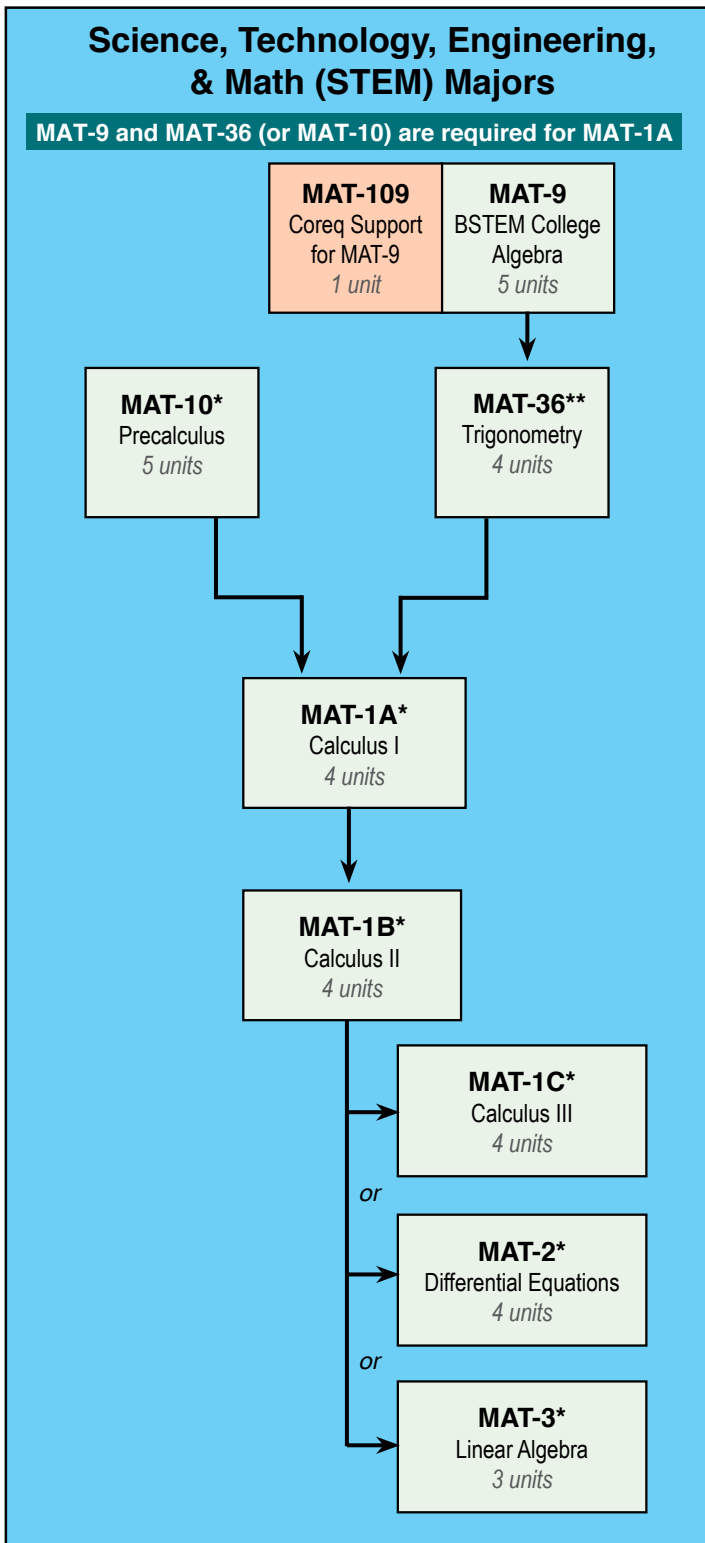 Science, Technology, Engineering,
& Math (STEM) Majors
MAT-9 and MAT-36 (or MAT-10) are required for MAT-1A
MAT-109
Coreq Support
for MAT-9
1 unit
MAT-9
BSTEM College
Algebra
5 units
MAT-10*
Precalculus
5 units
MAT-36**
Trigonometry
4 units
MAT-1A*
Calculus I
4 units
MAT-1B*
Calculus II
4 units
MAT-1C*
Calculus III
4 units
or
MAT-2*
Differential Equations
4 units
or
MAT-3*
Linear Algebra
3 units